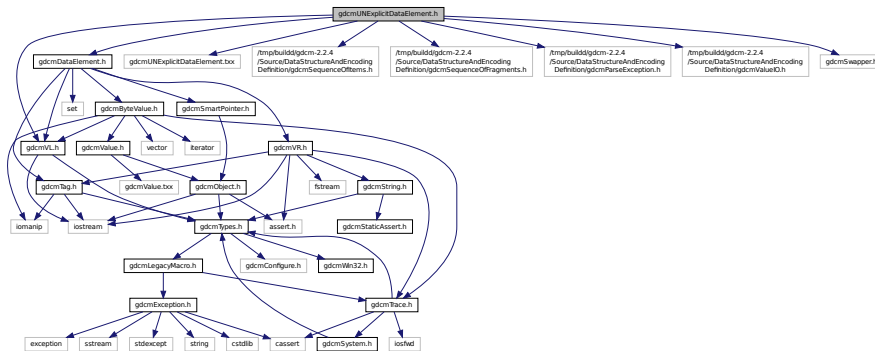 gdcmUNExplicitDataElement.h
gdcmDataElement.h
gdcmUNExplicitDataElement.txx
/tmp/buildd/gdcm-2.2.4
/Source/DataStructureAndEncoding
Definition/gdcmSequenceOfItems.h
/tmp/buildd/gdcm-2.2.4
/Source/DataStructureAndEncoding
Definition/gdcmSequenceOfFragments.h
/tmp/buildd/gdcm-2.2.4
/Source/DataStructureAndEncoding
Definition/gdcmParseException.h
/tmp/buildd/gdcm-2.2.4
/Source/DataStructureAndEncoding
Definition/gdcmValueIO.h
gdcmSwapper.h
set
gdcmByteValue.h
gdcmSmartPointer.h
gdcmVL.h
gdcmValue.h
vector
iterator
gdcmVR.h
gdcmTag.h
gdcmValue.txx
gdcmObject.h
fstream
gdcmString.h
iomanip
iostream
gdcmTypes.h
assert.h
gdcmStaticAssert.h
gdcmLegacyMacro.h
gdcmConfigure.h
gdcmWin32.h
gdcmException.h
gdcmTrace.h
exception
sstream
stdexcept
string
cstdlib
cassert
gdcmSystem.h
iosfwd